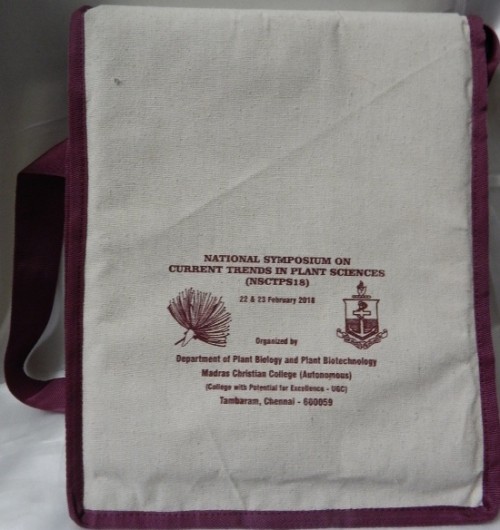 NATIONAL SYMPOSIUM ON
CURRENT TRENDS IN PLANT SCIENCES
(NSCTPS18)
22 & 23 February 2018
Organized by
Department of Plant Biology and Plant Biotechnology
Madras Christian College (Autonomous)
(College with Potential for Excellence - UGC)
Tambaram, Chennai - 600059